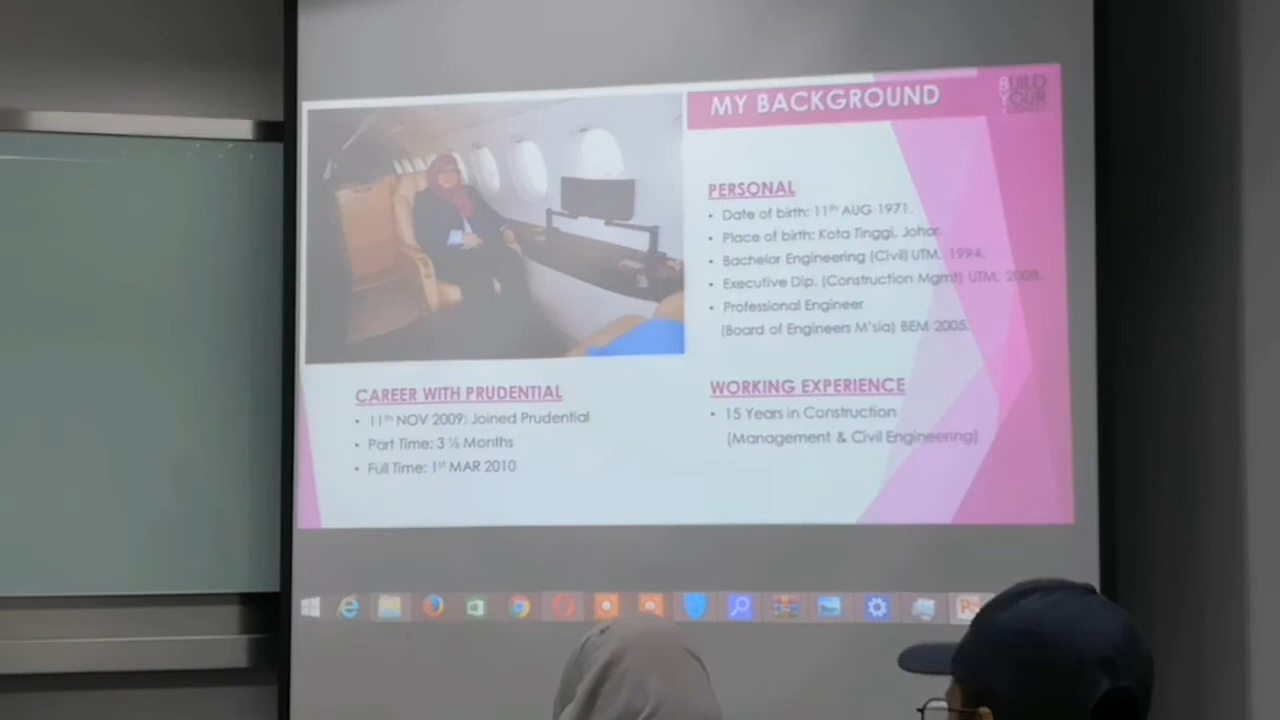 MY BACKGROUND
BUILD
YOUR
PERSONAL
• Date of birth: 11th AUG 1971.
• Place of birth: Kota Tinggi, Johor.
• Bachelor Engineering (Civil) UTM, 1994.
• Executive Dip. (Construction Mgmt) UTM, 2008.
• Professional Engineer
(Board of Engineers M'sia) BEM 2005.
CAREER WITH PRUDENTIAL
• 11th NOV 2009: Joined Prudential
• Part Time: 3 ½ Months
• Full Time: 1st MAR 2010
WORKING EXPERIENCE
• 15 Years in Construction
(Management & Civil Engineering)